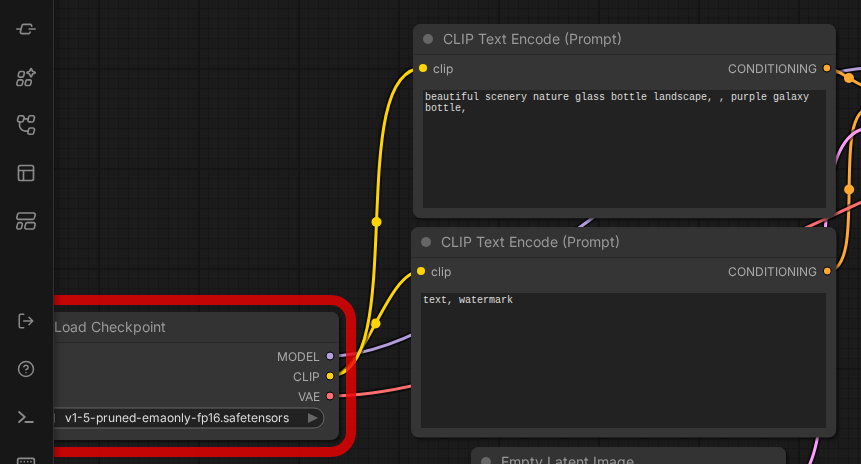 CLIP Text Encode (Prompt)
clip
CONDITIONING
beautiful scenery nature glass bottle landscape, , purple galaxy
bottle,
CLIP Text Encode (Prompt)
clip
CONDITIONING
text, watermark
Load Checkpoint
MODEL
CLIP
VAE
v1-5-pruned-emaonly-fp16.safetensors
Empty Latent Image